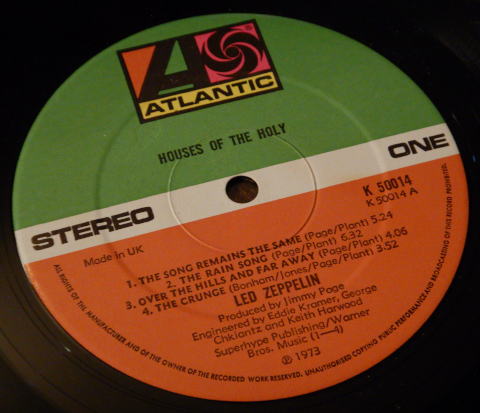 ATLANTIC
HOUSES OF THE HOLY
STEREO
ONE
Made in UK
K 50014
K 50014 A
1. THE SONG REMAINS THE SAME (Page/Plant) 5.24
2. THE RAIN SONG (Page/Plant) 6.32
3. OVER THE HILLS AND FAR AWAY (Page/Plant) 4.06
4. THE CRUNGE (Bonham/Jones/Page/Plant) 3.52
LED ZEPPELIN
Produced by Jimmy Page
Engineered by Eddie Kramer, George
Chkiantz and Keith Harwood
Superhype Publishing/Warner
Bros. Music (1—4)
℗ 1973
ALL RIGHTS OF THE MANUFACTURER AND OF THE OWNER OF THE RECORDED WORK RESERVED. UNAUTHORISED COPYING PUBLIC PERFORMANCE AND BROADCASTING OF THIS RECORD PROHIBITED.